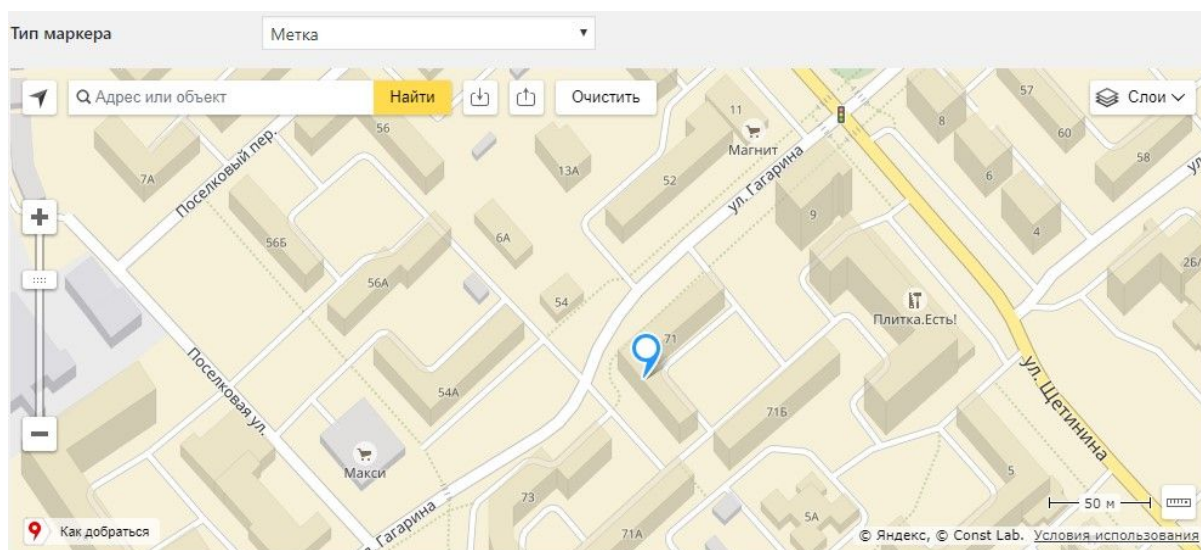 Тип маркера
Метка
Адрес или объект
Найти
Очистить
Слои
56
11
Магнит
57
8
60
58
7А
Поселковый пер.
13А
52
ул. Гагарина
6
9
4
56Б
6А
56А
26/
54
Плитка.Есть!
71
Поселковая ул.
54А
71Б
ул. Щетинина
Макси
73
5
5А
71А
50 м
Гагарина
Как добраться
© Яндекс, © Const Lab. Условия использования